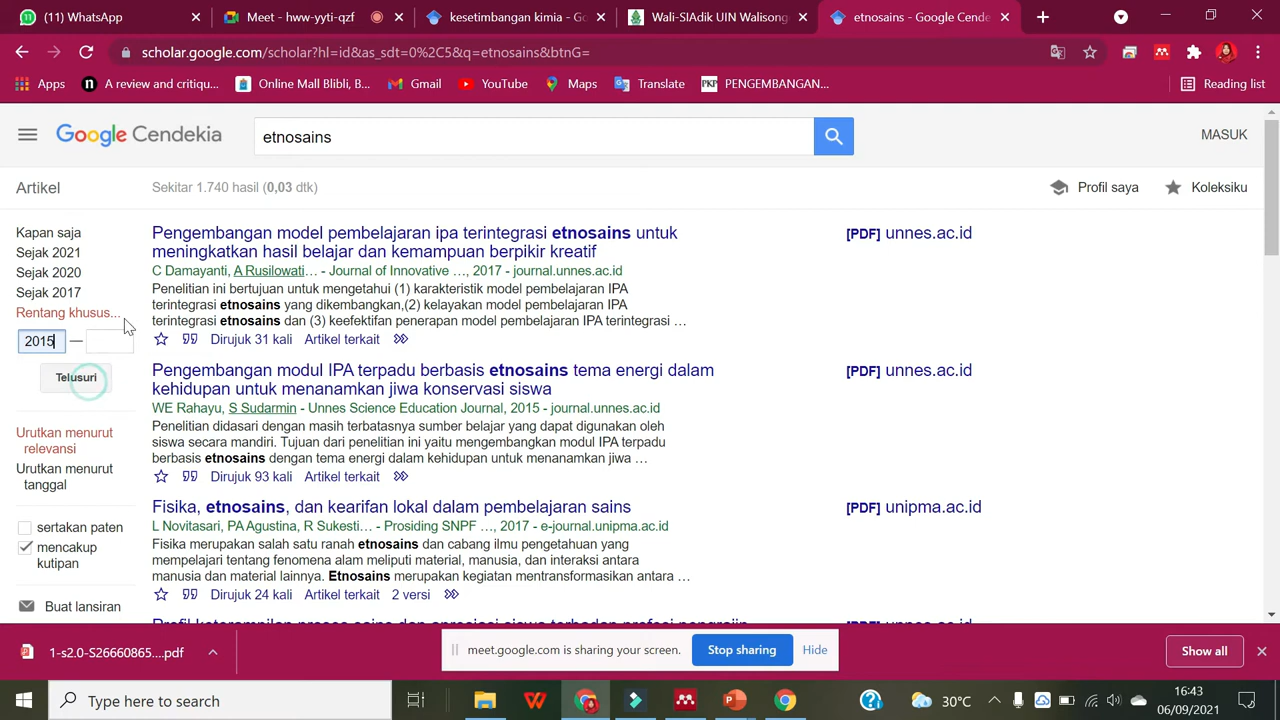 (11) WhatsApp
Meet - hww-yyti-qzf
kesetimbangan kimia - Go
Wali-SIAdik UIN Walisong
etnosains - Google Cende
scholar.google.com/scholar?hl=id&as_sdt=0%2C5&q=etnosains&btnG=
Apps
A review and critiqu...
Online Mall Blibli, B...
Gmail
YouTube
Maps
Translate
PKP PENGEMBANGAN...
Reading list
Google Cendekia
etnosains
MASUK
Artikel
Sekitar 1.740 hasil (0,03 dtk)
Profil saya
Koleksiku
Kapan saja
Sejak 2021
Sejak 2020
Sejak 2017
Rentang khusus...
2015 —
Telusuri
Urutkan menurut
relevansi
Urutkan menurut
tanggal
sertakan paten
mencakup
kutipan
Buat lansiran
Pengembangan model pembelajaran ipa terintegrasi etnosains untuk
meningkatkan hasil belajar dan kemampuan berpikir kreatif
C Damayanti, A Rusilowati… - Journal of Innovative …, 2017 - journal.unnes.ac.id
Penelitian ini bertujuan untuk mengetahui (1) karakteristik model pembelajaran IPA
terintegrasi etnosains yang dikembangkan,(2) kelayakan model pembelajaran IPA
terintegrasi etnosains dan (3) keefektifan penerapan model pembelajaran IPA terintegrasi …
Dirujuk 31 kali Artikel terkait
[PDF] unnes.ac.id
Pengembangan modul IPA terpadu berbasis etnosains tema energi dalam
kehidupan untuk menanamkan jiwa konservasi siswa
WE Rahayu, S Sudarmin - Unnes Science Education Journal, 2015 - journal.unnes.ac.id
Penelitian didasari dengan masih terbatasnya sumber belajar yang dapat digunakan oleh
siswa secara mandiri. Tujuan dari penelitian ini yaitu mengembangkan modul IPA terpadu
berbasis etnosains dengan tema energi dalam kehidupan untuk menanamkan jiwa …
Dirujuk 93 kali Artikel terkait
[PDF] unnes.ac.id
Fisika, etnosains, dan kearifan lokal dalam pembelajaran sains
L Novitasari, PA Agustina, R Sukesti… - Prosiding SNPF …, 2017 - e-journal.unipma.ac.id
Fisika merupakan salah satu ranah etnosains dan cabang ilmu pengetahuan yang
mempelajari tentang fenomena alam meliputi material, manusia, dan interaksi antara
manusia dan material lainnya. Etnosains merupakan kegiatan mentransformasikan antara …
Dirujuk 24 kali Artikel terkait 2 versi
[PDF] unipma.ac.id
Profil keterampilan proses sains dan apresiasi siswa terhadap profesi pengrajin
1-s2.0-S26660865....pdf
meet.google.com is sharing your screen.
Stop sharing
Hide
Show all
Type here to search
30°C
16:43
06/09/2021